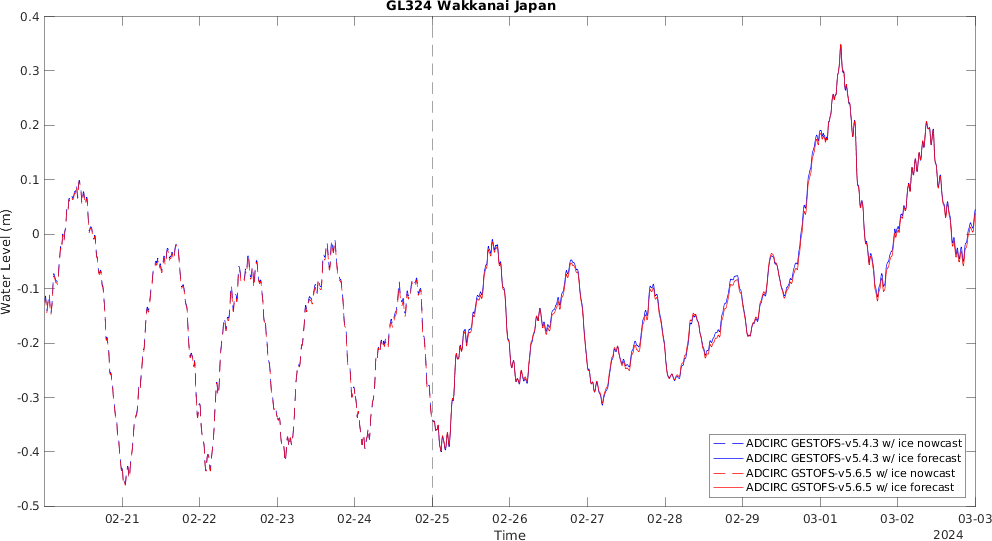 GL324 Wakkanai Japan
0.4
0.3
0.2
0.1
0
-0.1
-0.2
-0.3
-0.4
-0.5
Water Level (m)
ADCIRC GESTOFS-v5.4.3 w/ ice nowcast
ADCIRC GESTOFS-v5.4.3 w/ ice forecast
ADCIRC GSTOFS-v5.6.5 w/ ice nowcast
ADCIRC GSTOFS-v5.6.5 w/ ice forecast
02-21 02-22 02-23 02-24 02-25 02-26 02-27 02-28 02-29 03-01 03-02 03-03
Time
2024